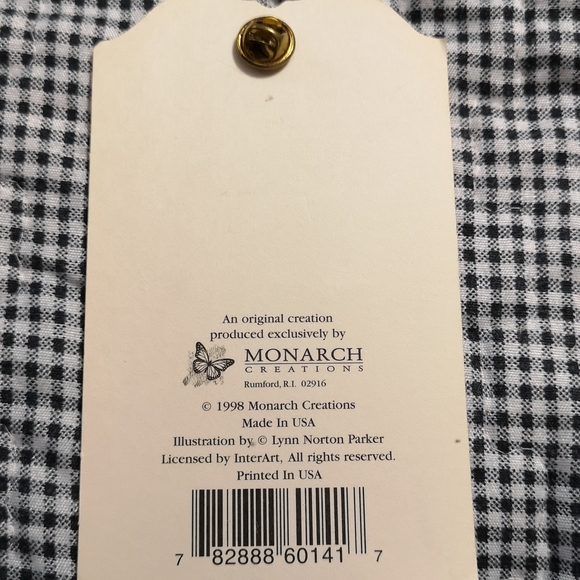 An original creation
produced exclusively by
MONARCH
CREATIONS
Rumford, R.I. 02916
© 1998 Monarch Creations
Made In USA
Illustration by © Lynn Norton Parker
Licensed by InterArt, All rights reserved.
Printed In USA
7 82888 60141 7